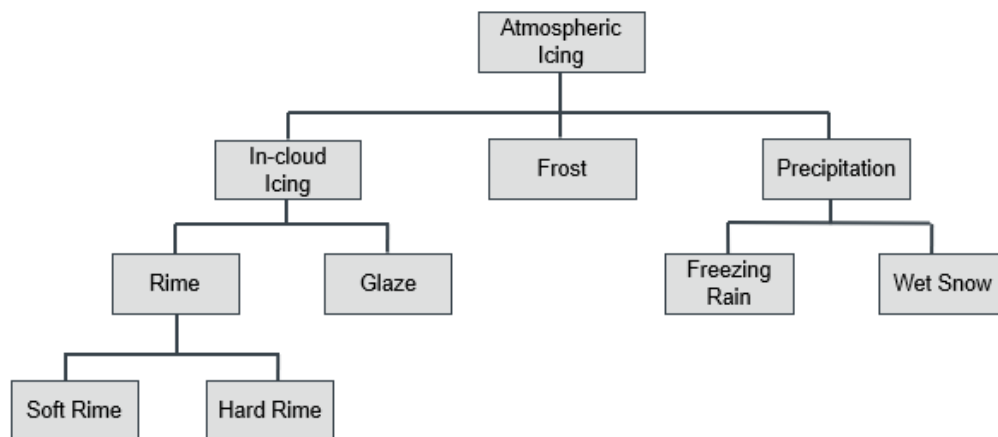 Atmospheric
Icing
In-cloud
Icing
Frost
Precipitation
Rime
Glaze
Freezing
Rain
Wet Snow
Soft Rime
Hard Rime